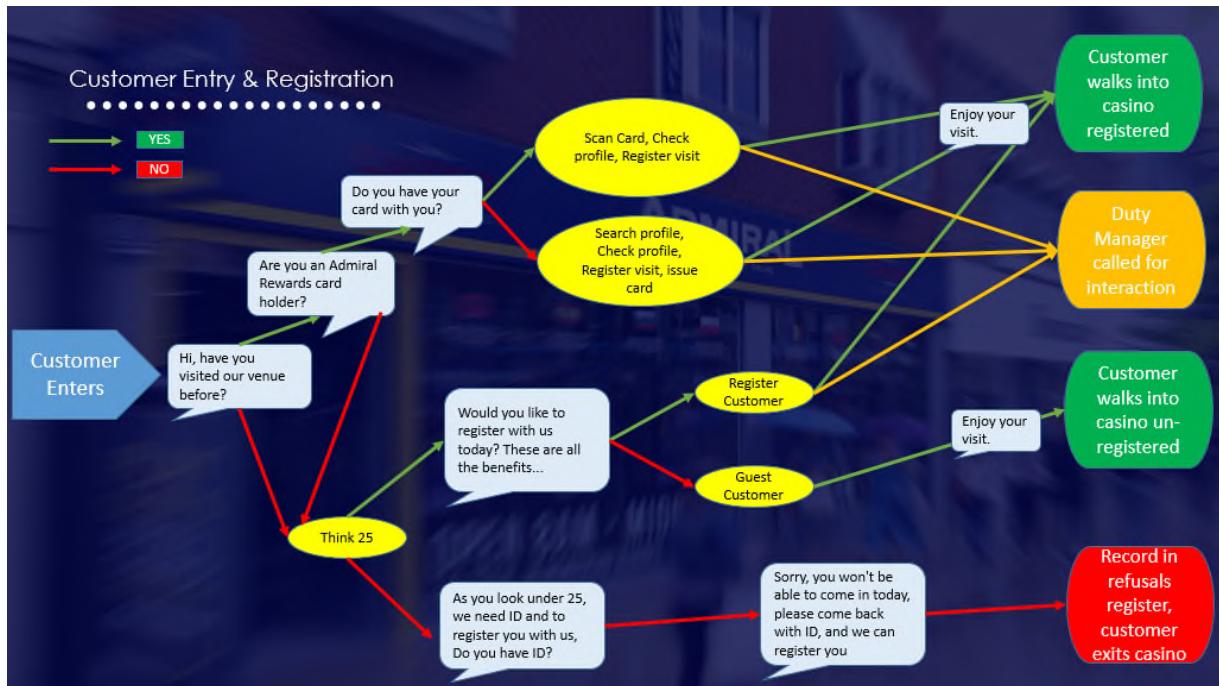 Customer Entry & Registration
YES
NO
Customer
Enters
Hi, have you
visited our venue
before?
Are you an Admiral
Rewards card
holder?
Do you have your
card with you?
Scan Card, Check
profile, Register visit
Search profile,
Check profile,
Register visit, issue
card
ADMIRAL
Think 25
Would you like to
register with us
today? These are all
the benefits...
Register
Customer
Guest
Customer
As you look under 25,
we need ID and to
register you with us,
Do you have ID?
Sorry, you won't be
able to come in today,
please come back
with ID, and we can
register you
Enjoy your
visit.
Enjoy your
visit.
Customer
walks into
casino
registered
Duty
Manager
called for
interaction
Customer
walks into
casino un-
registered
Record in
refusals
register,
customer
exits casino